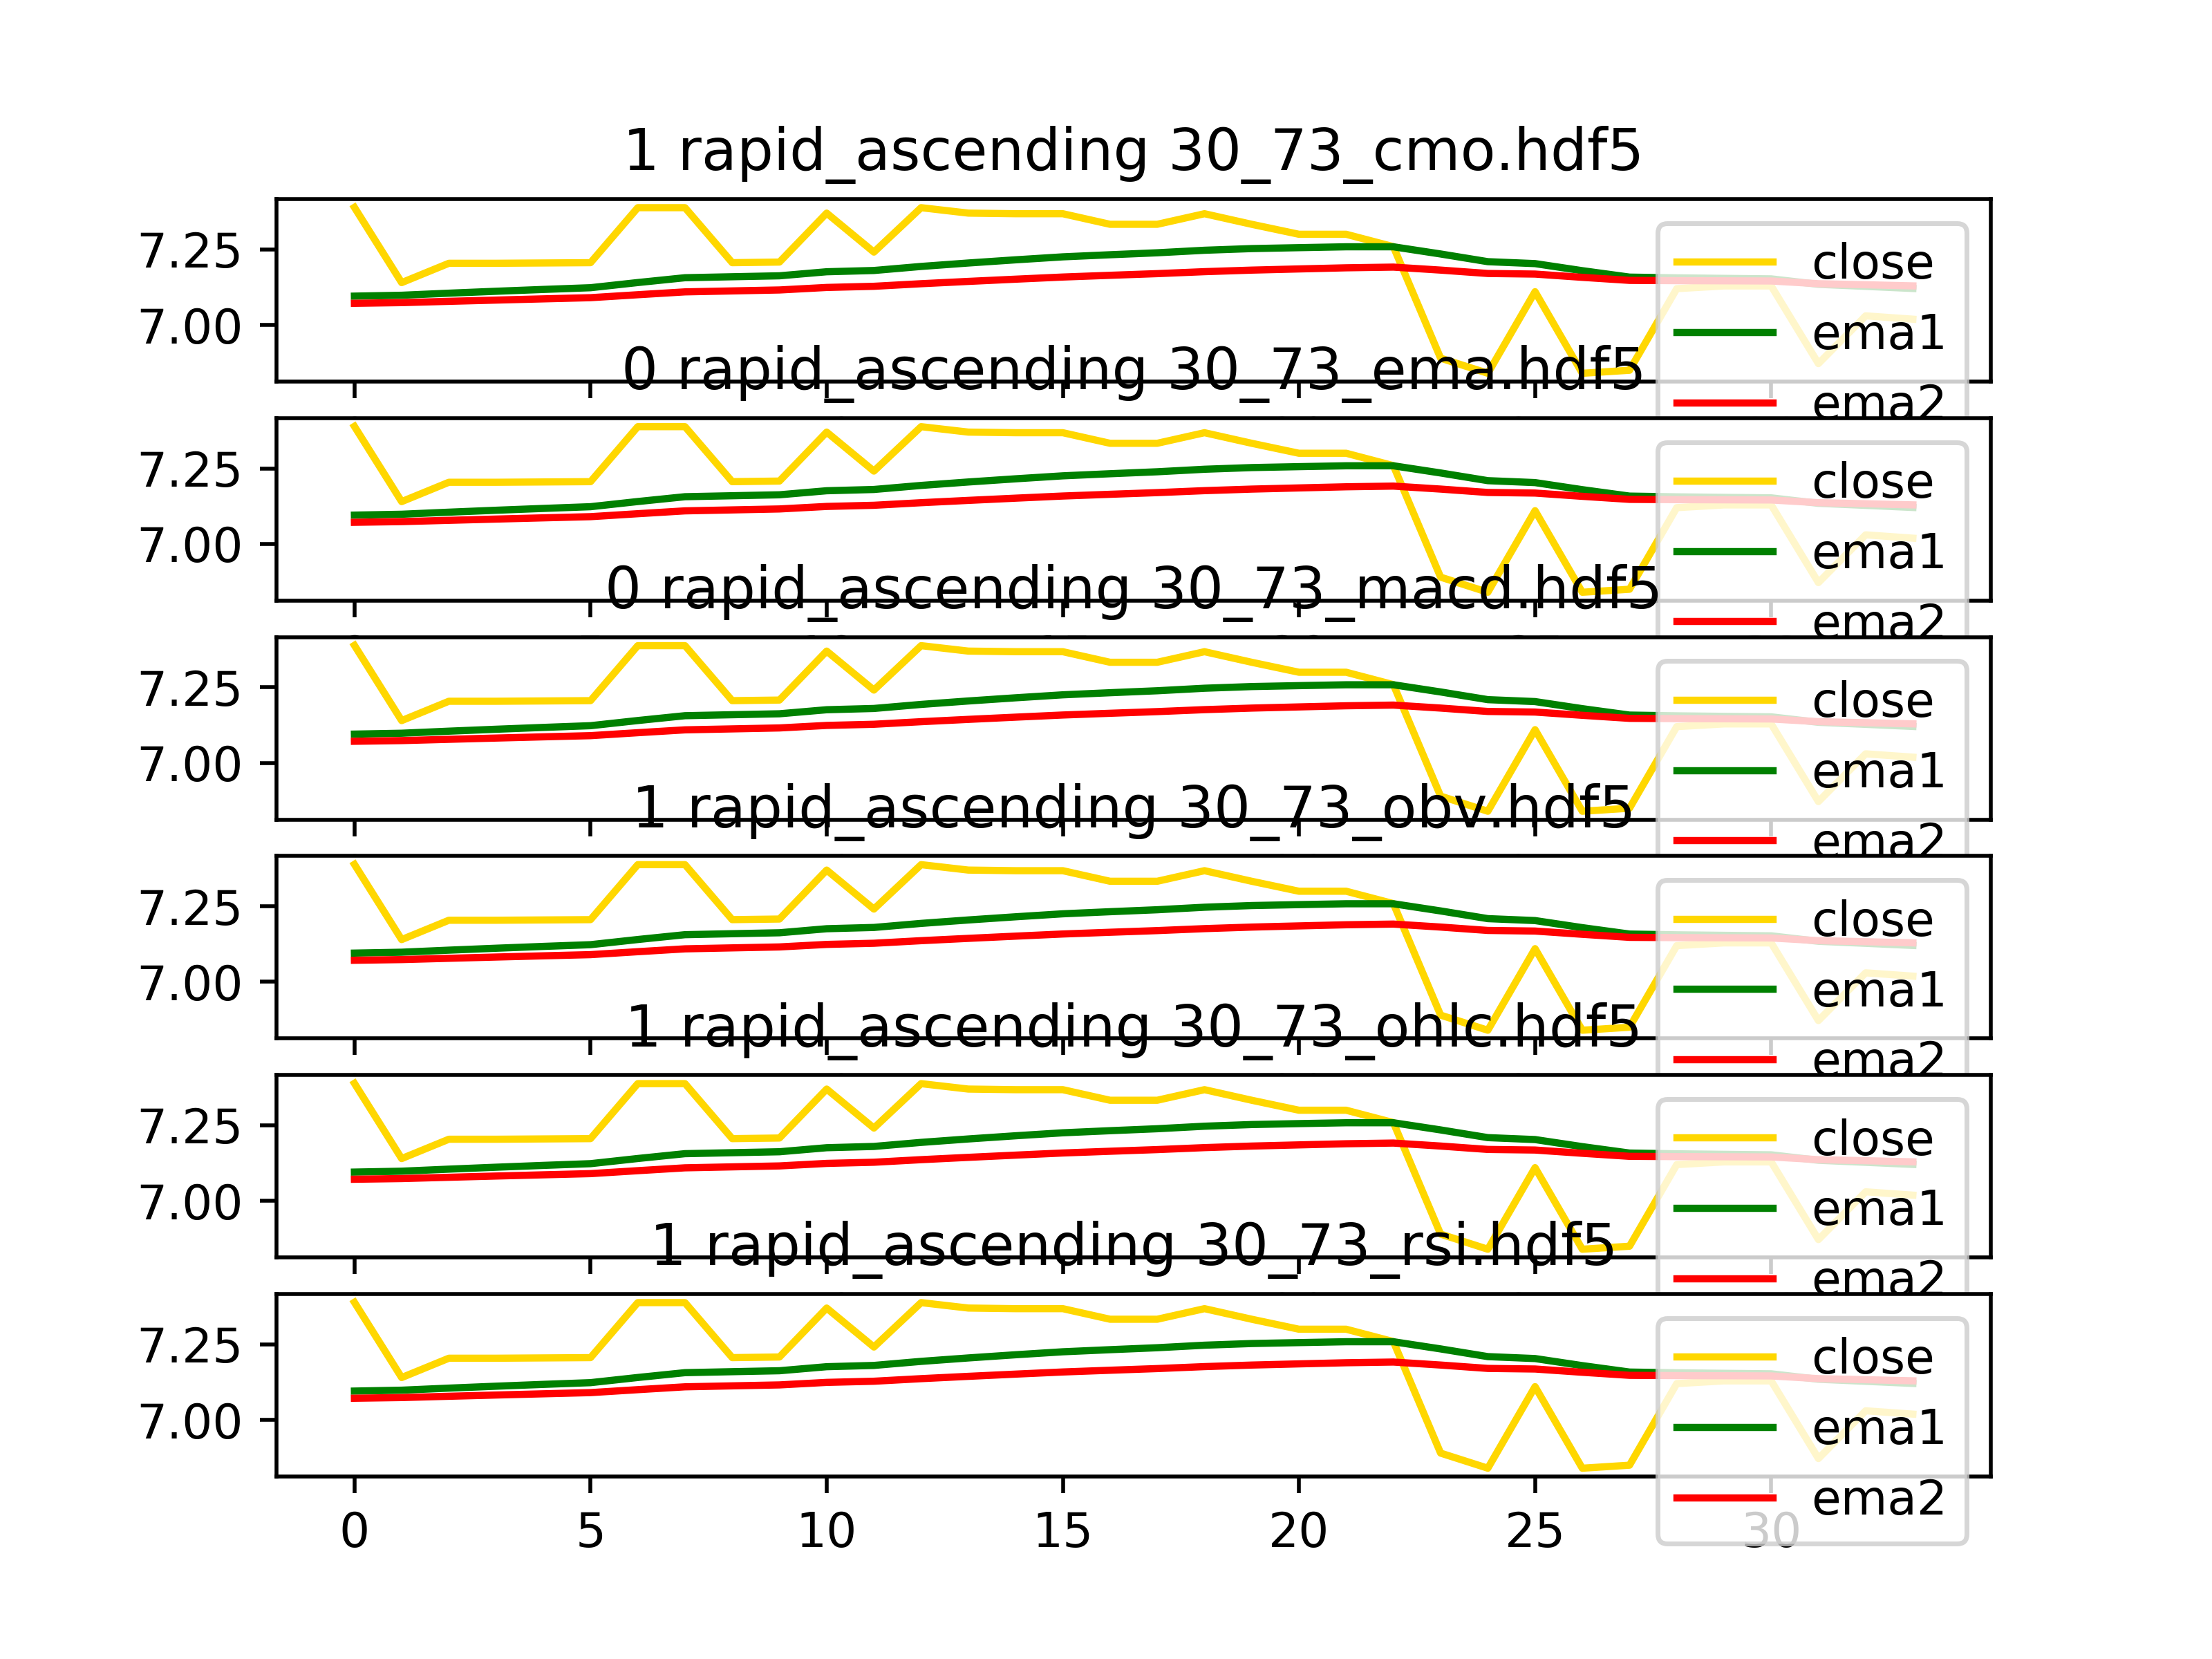 1 rapid_ascending 30_73_cmo.hdf5
7.25
7.00
close
ema1
ema2
0 rapid_ascending 30_73_ema.hdf5
7.25
7.00
close
ema1
ema2
0 rapid_ascending 30_73_macd.hdf5
7.25
7.00
close
ema1
ema2
1 rapid_ascending 30_73_obv.hdf5
7.25
7.00
close
ema1
ema2
1 rapid_ascending 30_73_ohlc.hdf5
7.25
7.00
close
ema1
ema2
1 rapid_ascending 30_73_rsi.hdf5
7.25
7.00
close
ema1
ema2
0 5 10 15 20 25 30